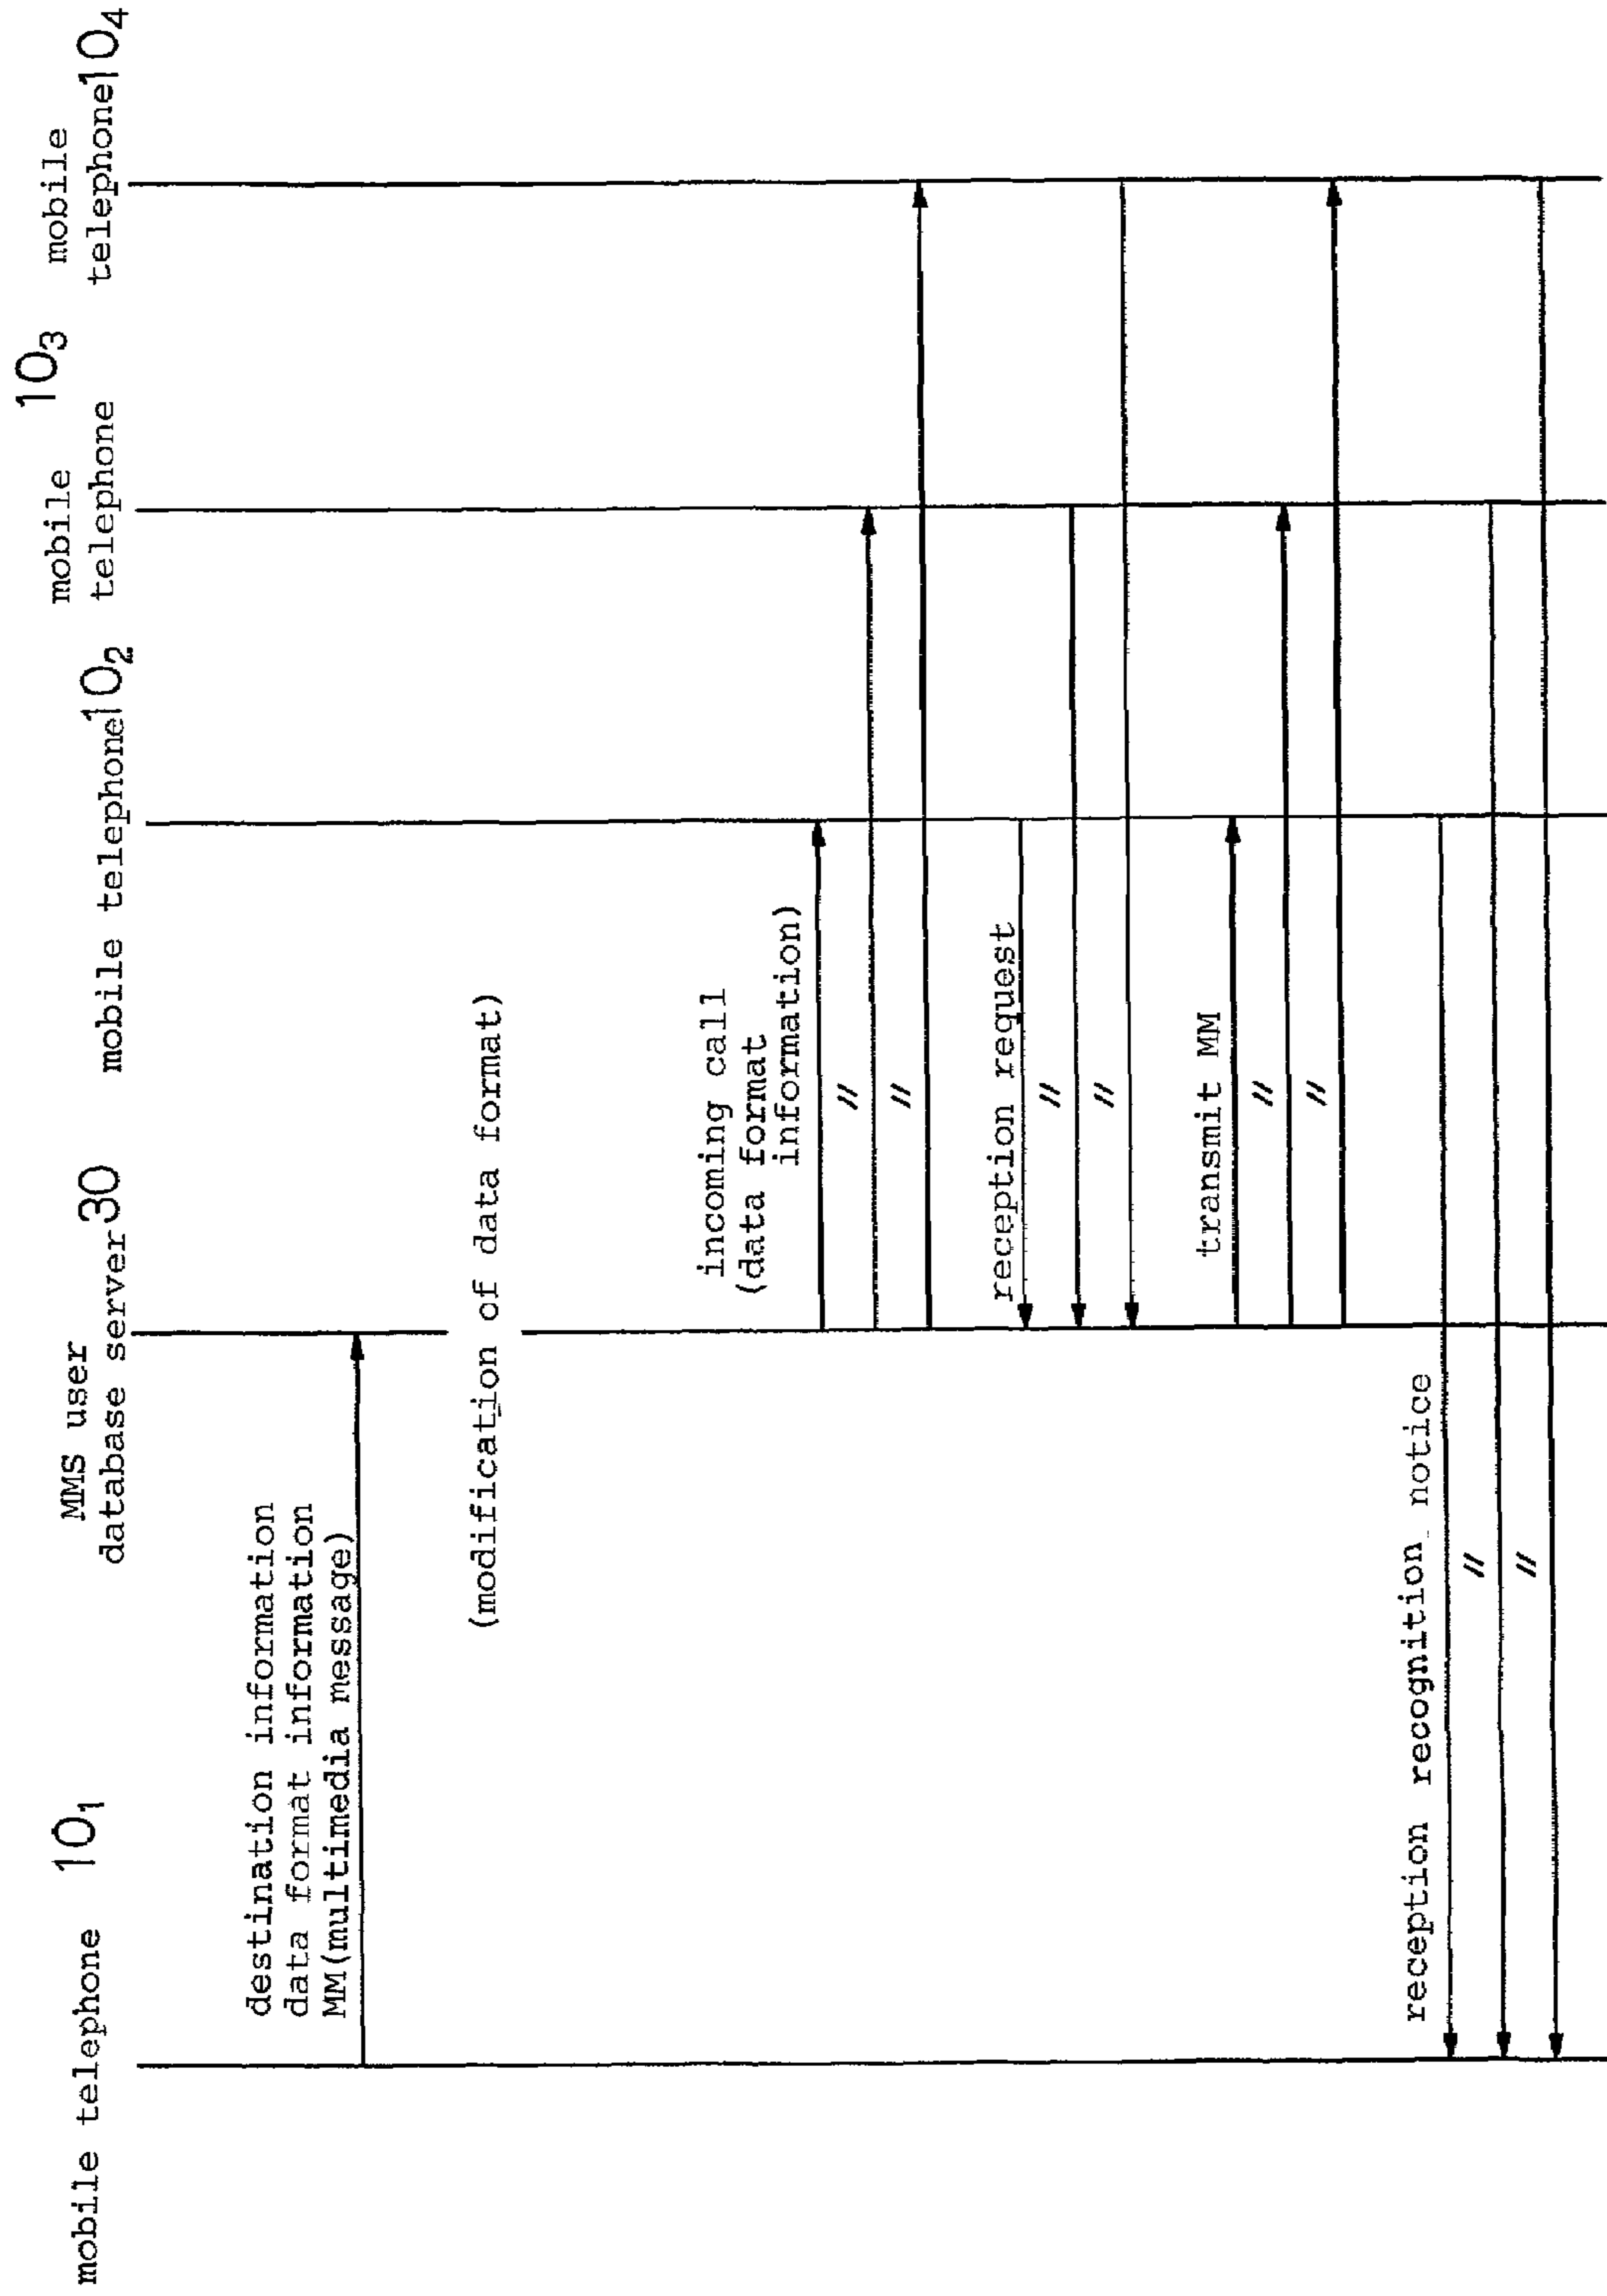 mobile telephone 10₁
MMS user
database server 30
mobile telephone 10₂
mobile 10₃
telephone
mobile
telephone 10₄
destination information
data format information
MM(multimedia message)
(modification of data format)
incoming call
(data format
information)
〃
〃
reception request
〃
〃
transmit MM
〃
〃
reception recognition notice
〃
〃